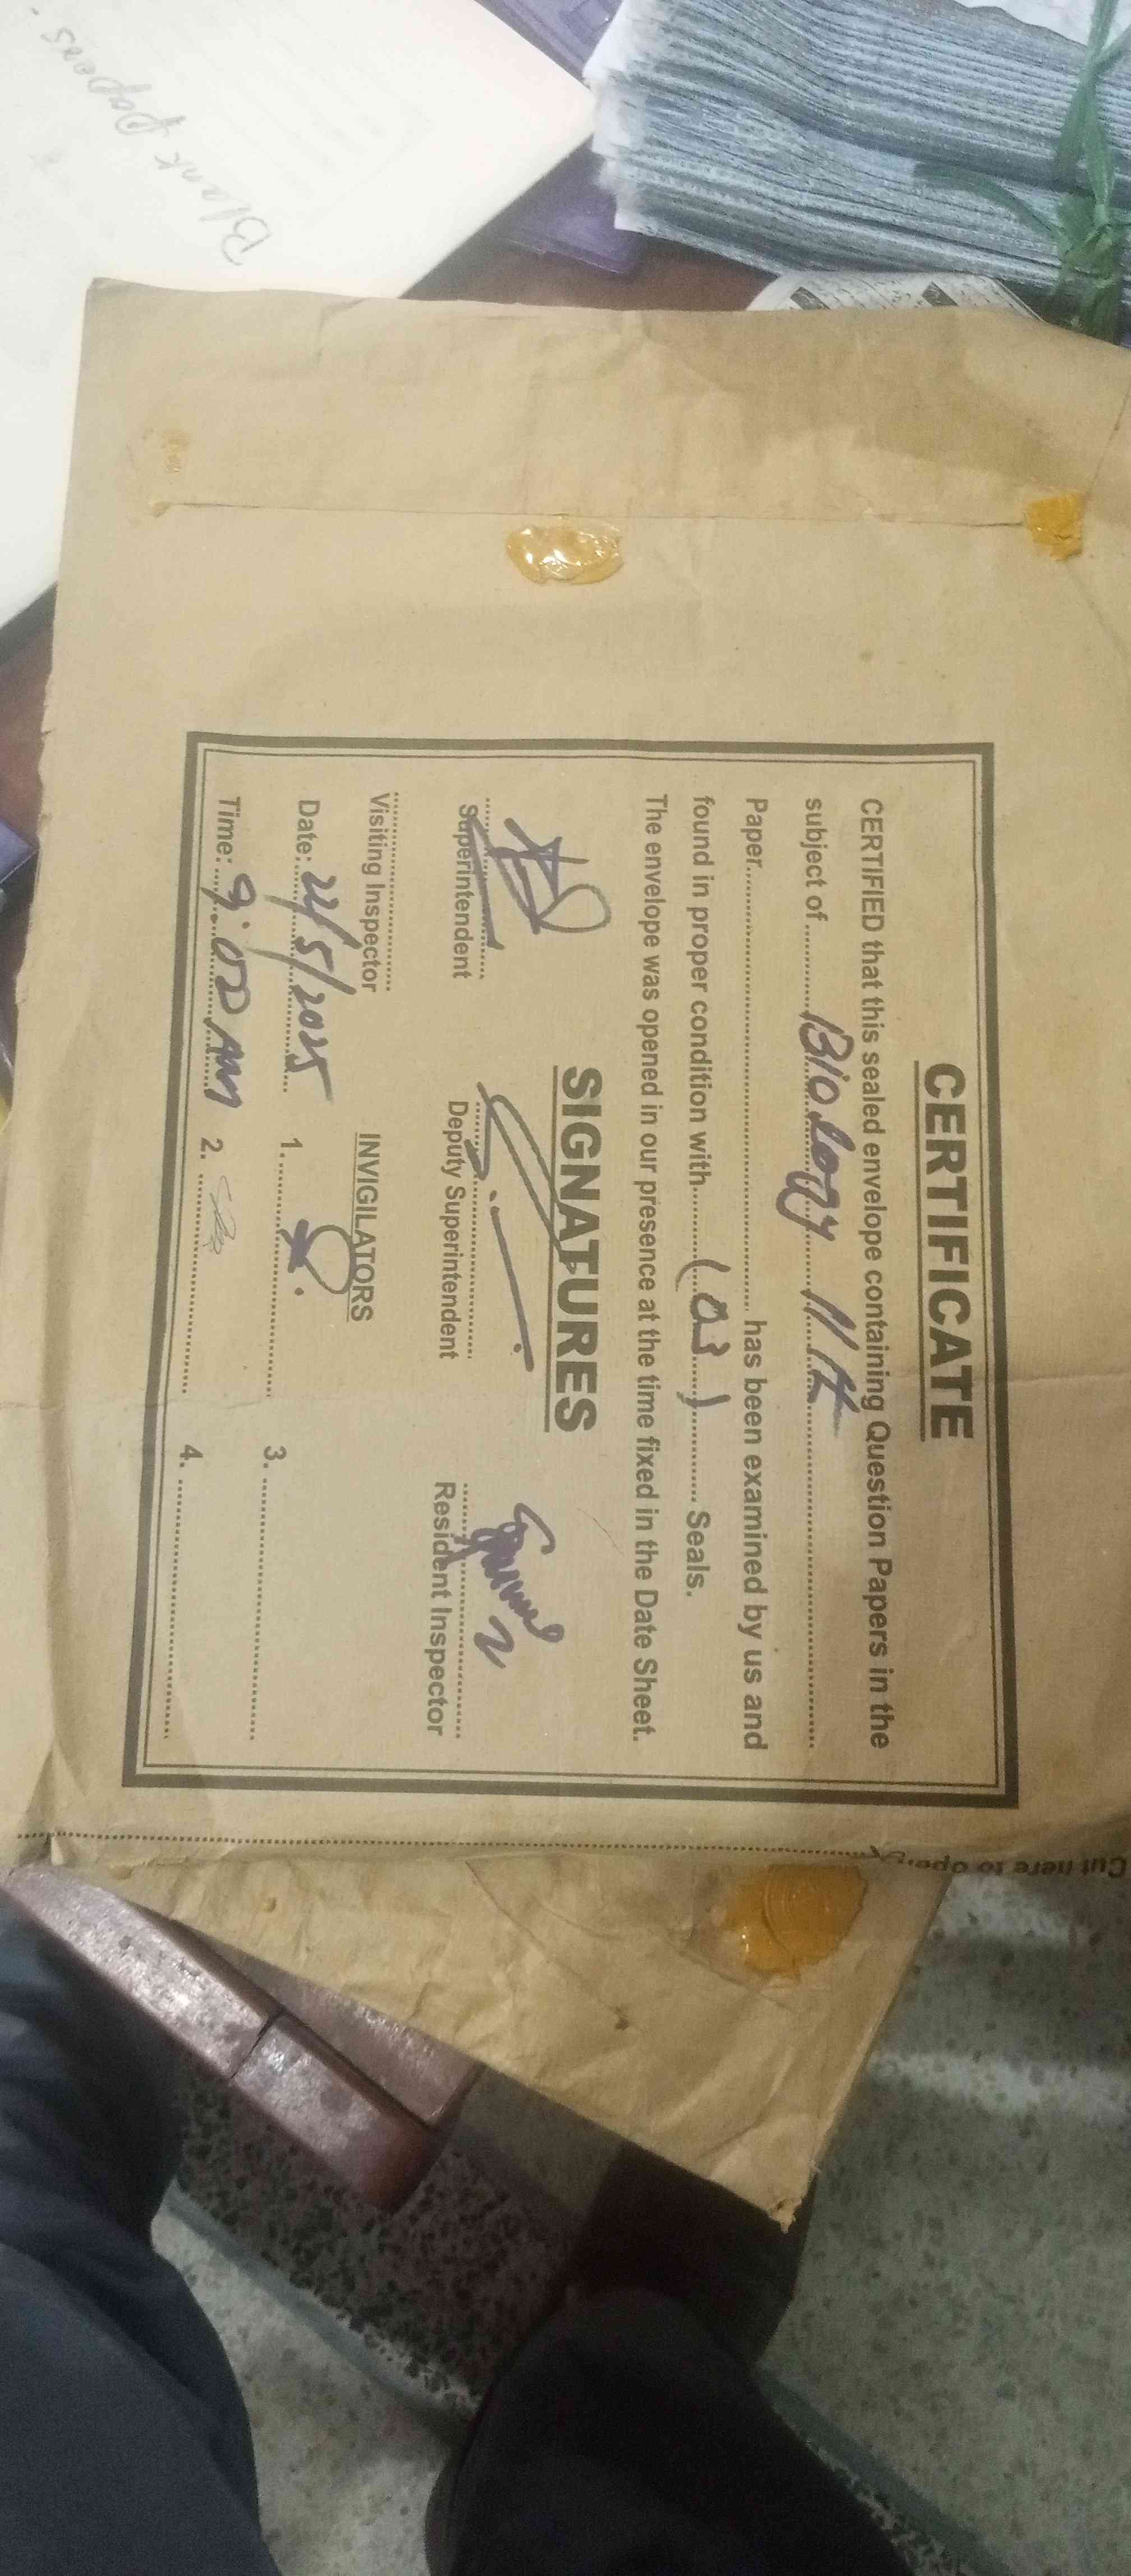 Blank papers.
CERTIFICATE
CERTIFIED that this sealed envelope containing Question Papers in the
subject of Biology 11th
Paper has been examined by us and
found in proper condition with (03) Seals.
The envelope was opened in our presence at the time fixed in the Date Sheet.
SIGNATURES
Superintendent Deputy Superintendent Resident Inspector
Visiting Inspector INVIGILATORS
Date: 22/5/2025 1. 3.
Time: 9:00 AM 2. 4.
Cut here to open